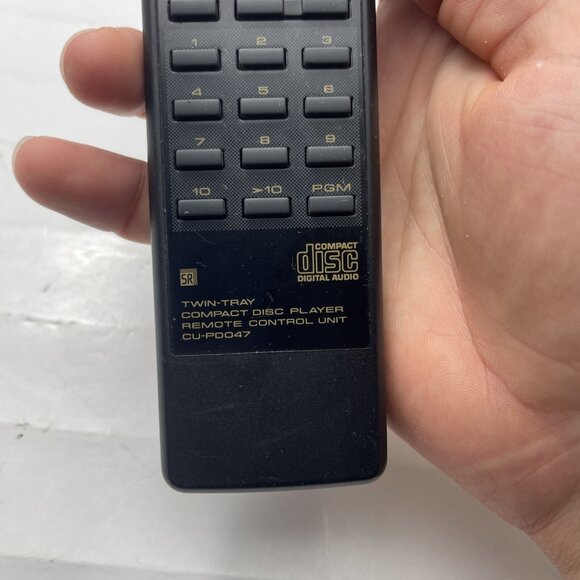 1 2 3
4 5 6
7 8 9
10 >10 PGM
COMPACT
disc
DIGITAL AUDIO
SR
TWIN-TRAY
COMPACT DISC PLAYER
REMOTE CONTROL UNIT
CU-PD047